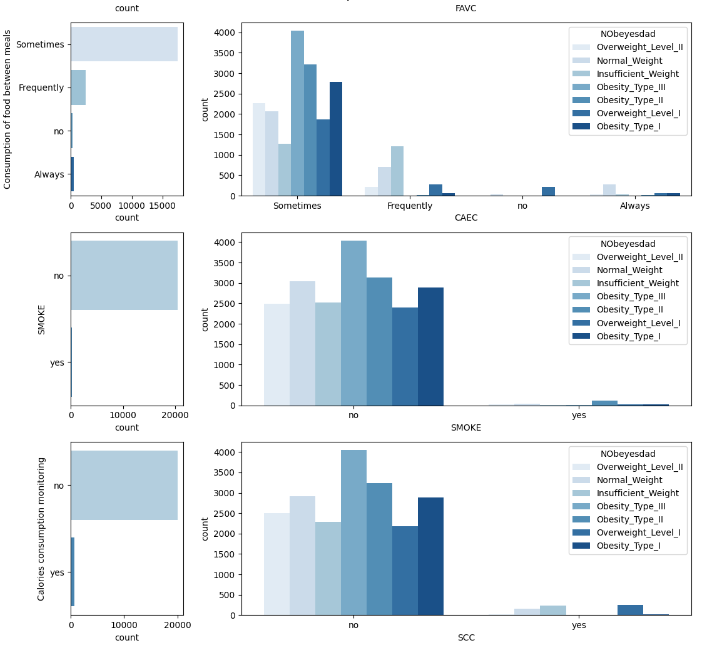 count
FAVC
Consumption of food between meals
Sometimes
Frequently
no
Always
0 5000 10000 15000
count
count
4000
3500
3000
2500
2000
1500
1000
500
0
Sometimes Frequently no Always
CAEC
NObeyesdad
Overweight_Level_II
Normal_Weight
Insufficient_Weight
Obesity_Type_III
Obesity_Type_II
Overweight_Level_I
Obesity_Type_I
SMOKE
no
yes
0 10000 20000
count
count
4000
3500
3000
2500
2000
1500
1000
500
0
no yes
SMOKE
NObeyesdad
Overweight_Level_II
Normal_Weight
Insufficient_Weight
Obesity_Type_III
Obesity_Type_II
Overweight_Level_I
Obesity_Type_I
Calories consumption monitoring
no
yes
0 10000 20000
count
count
4000
3500
3000
2500
2000
1500
1000
500
0
no yes
SCC
NObeyesdad
Overweight_Level_II
Normal_Weight
Insufficient_Weight
Obesity_Type_III
Obesity_Type_II
Overweight_Level_I
Obesity_Type_I